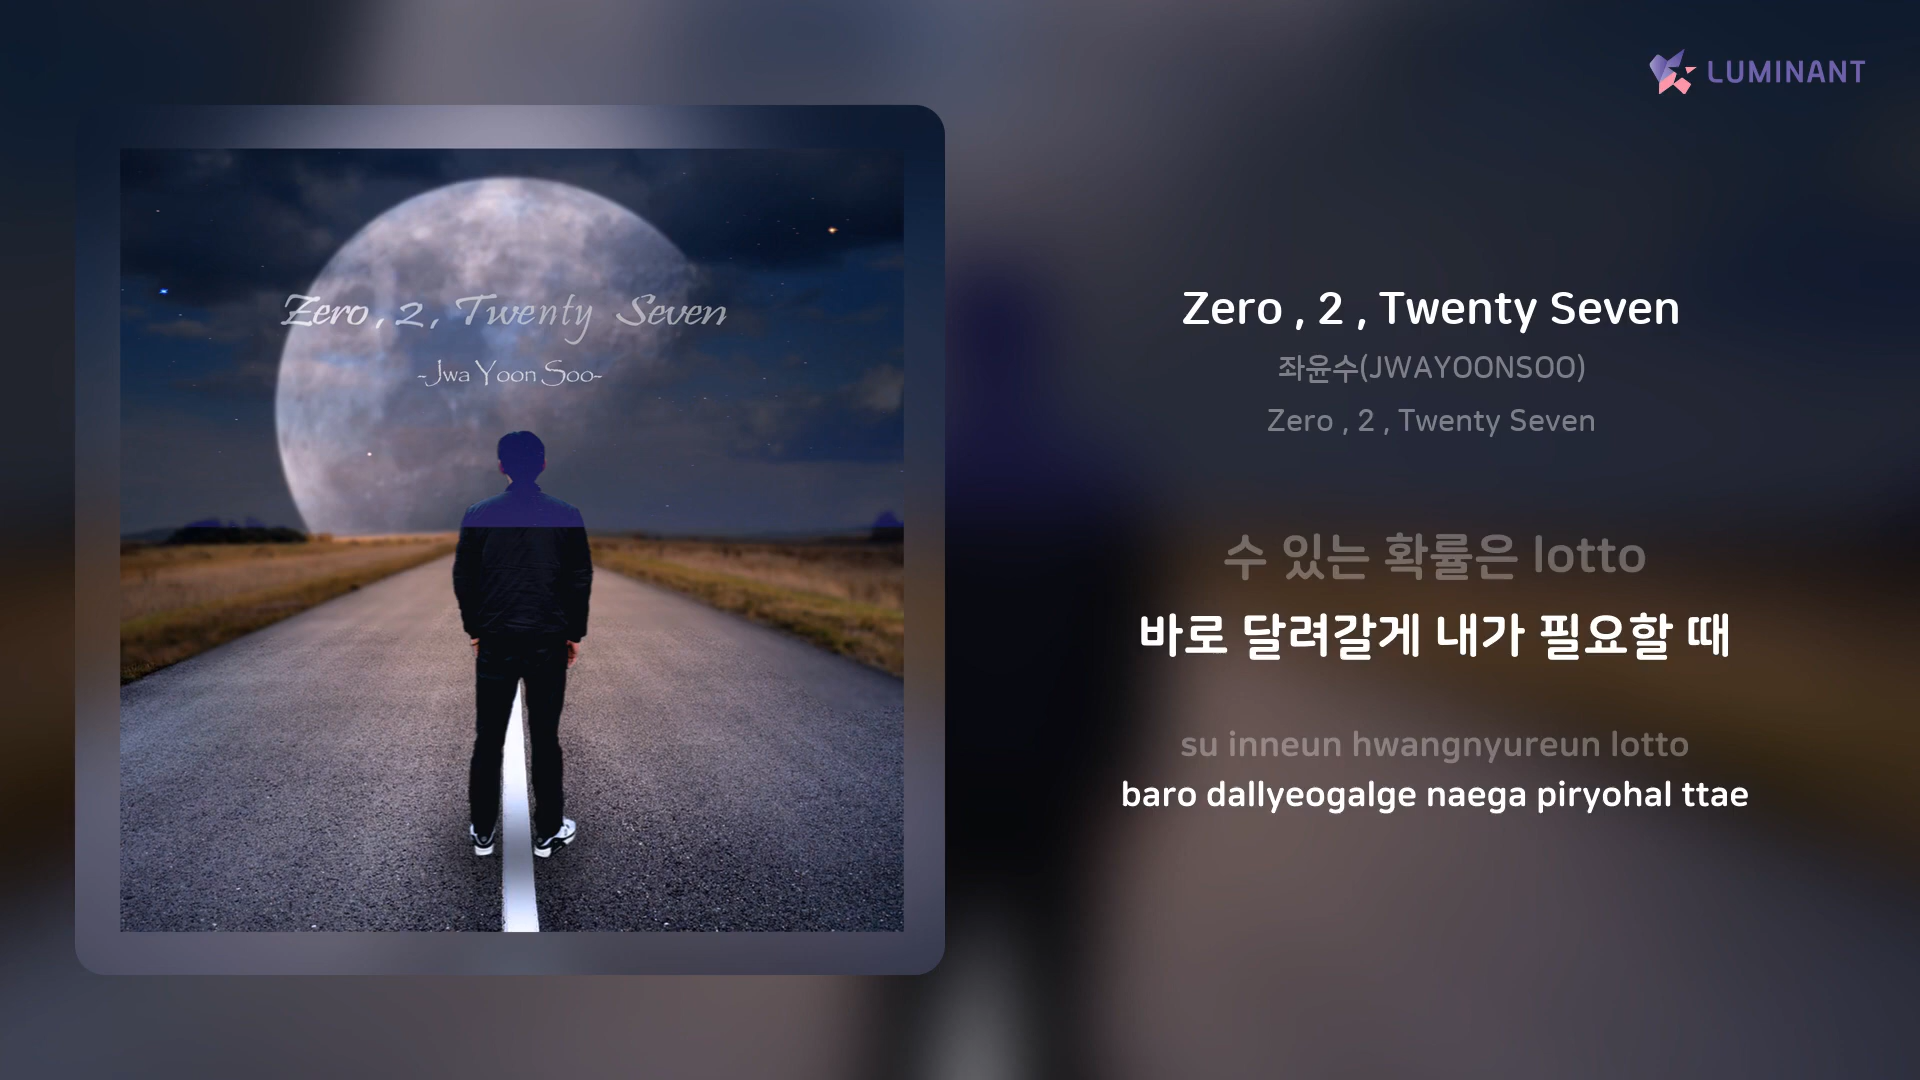 LUMINANT
Zero , 2 , Twenty Seven
-Jwa Yoon Soo-
Zero , 2 , Twenty Seven
좌윤수(JWAYOONSOO)
Zero , 2 , Twenty Seven
수 있는 확률은 lotto
바로 달려갈게 내가 필요할 때
su inneun hwangnyureun lotto
baro dallyeogalge naega piryohal ttae